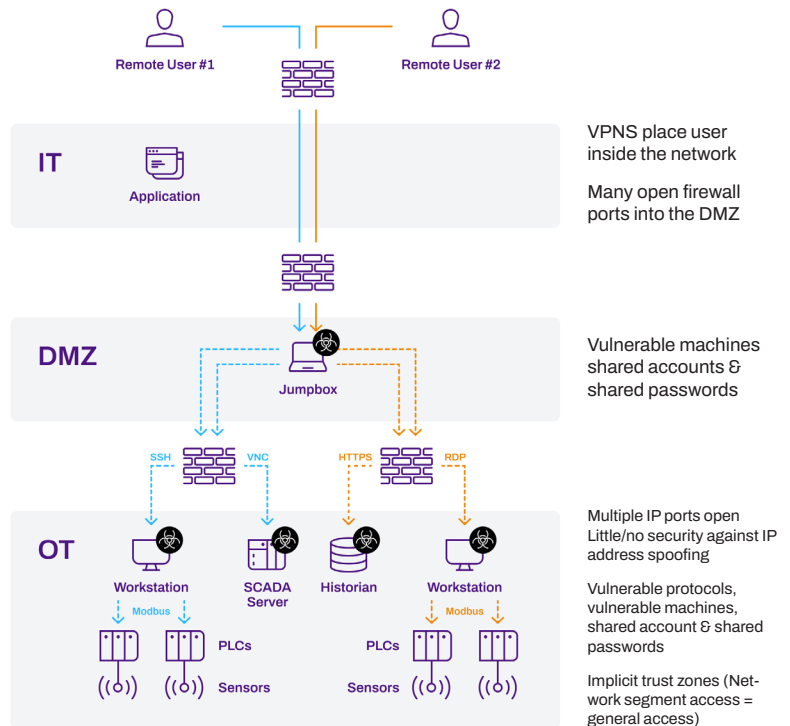 Remote User #1
Remote User #2
IT
Application
VPNS place user
inside the network
Many open firewall
ports into the DMZ
DMZ
Jumpbox
Vulnerable machines
shared accounts &
shared passwords
SSH
VNC
HTTPS
RDP
OT
Workstation
SCADA
Server
Historian
Workstation
Modbus
Modbus
PLCs
PLCs
Sensors
Sensors
Multiple IP ports open
Little/no security against IP
address spoofing
Vulnerable protocols,
vulnerable machines,
shared account & shared
passwords
Implicit trust zones (Net-
work segment access =
general access)